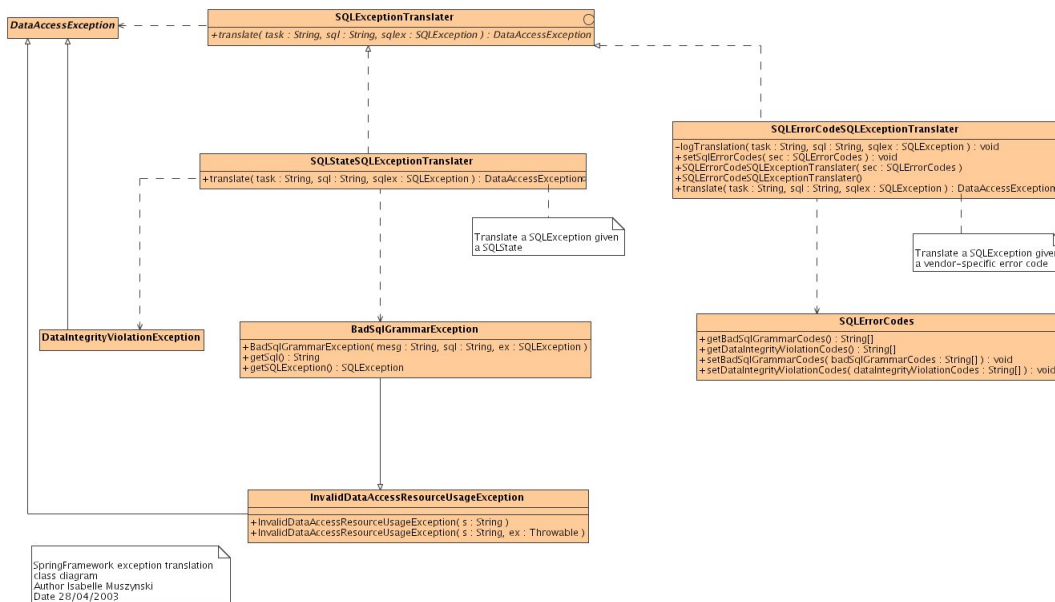 DataAccessException
SQLExceptionTranslater
+translate( task : String, sql : String, sqlex : SQLException ) : DataAccessException
SQLErrorCodeSQLExceptionTranslater
-logTranslation( task : String, sql : String, sqlex : SQLException ) : void
+setSqlErrorCodes( sec : SQLErrorCodes ) : void
+SQLErrorCodeSQLExceptionTranslater( sec : SQLErrorCodes )
+SQLErrorCodeSQLExceptionTranslater()
+translate( task : String, sql : String, sqlex : SQLException ) : DataAccessException
SQLStateSQLExceptionTranslater
+translate( task : String, sql : String, sqlex : SQLException ) : DataAccessException
Translate a SQLException given
a SQLState
Translate a SQLException given
a vendor-specific error code
DataIntegrityViolationException
BadSqlGrammarException
+BadSqlGrammarException( mesg : String, sql : String, ex : SQLException )
+getSql() : String
+getSQLException() : SQLException
SQLErrorCodes
+getBadSqlGrammarCodes() : String[]
+getDataIntegrityViolationCodes() : String[]
+setBadSqlGrammarCodes( badSqlGrammarCodes : String[] ) : void
+setDataIntegrityViolationCodes( dataIntegrityViolationCodes : String[] ) : void
InvalidDataAccessResourceUsageException
+InvalidDataAccessResourceUsageException( s : String )
+InvalidDataAccessResourceUsageException( s : String, ex : Throwable )
SpringFramework exception translation
class diagram
Author Isabelle Muszynski
Date 28/04/2003